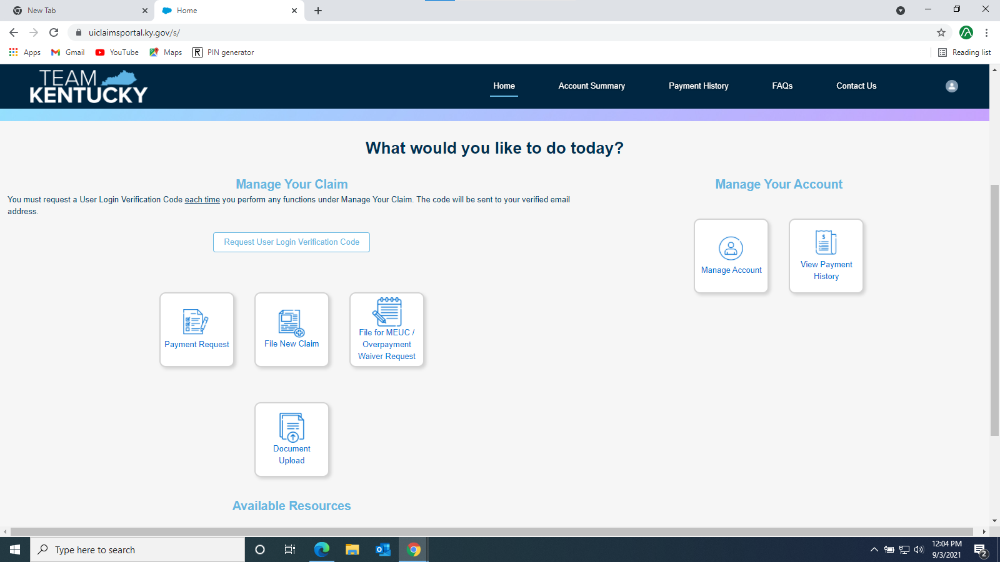 New Tab
Home
uiclaimsportal.ky.gov/s/
Apps
Gmail
YouTube
Maps
R
PIN generator
Reading list
TEAM
KENTUCKY
Home
Account Summary
Payment History
FAQs
Contact Us
What would you like to do today?
Manage Your Claim
You must request a User Login Verification Code each time you perform any functions under Manage Your Claim. The code will be sent to your verified email
address.
Request User Login Verification Code
Payment Request
File New Claim
File for MEUC /
Overpayment
Waiver Request
Document
Upload
Manage Your Account
Manage Account
$
View Payment
History
Available Resources
Type here to search
12:04 PM
9/3/2021
2